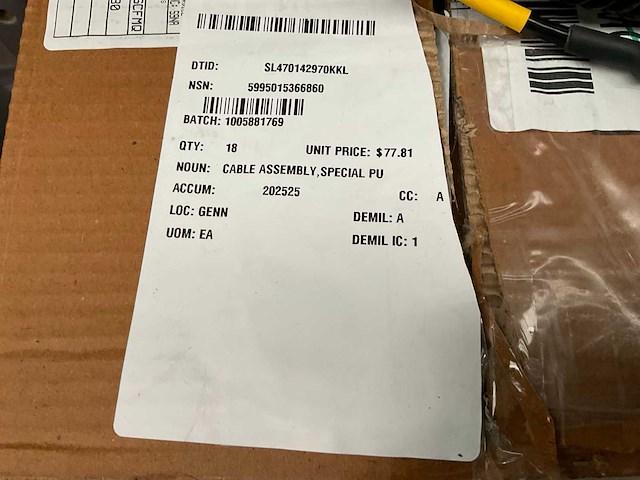 DTID: SL470142970KKL
NSN: 5995015366860
BATCH: 1005881769
QTY: 18 UNIT PRICE: $77.81
NOUN: CABLE ASSEMBLY,SPECIAL PU
ACCUM: 202525 CC: A
LOC: GENN DEMIL: A
UOM: EA DEMIL IC: 1